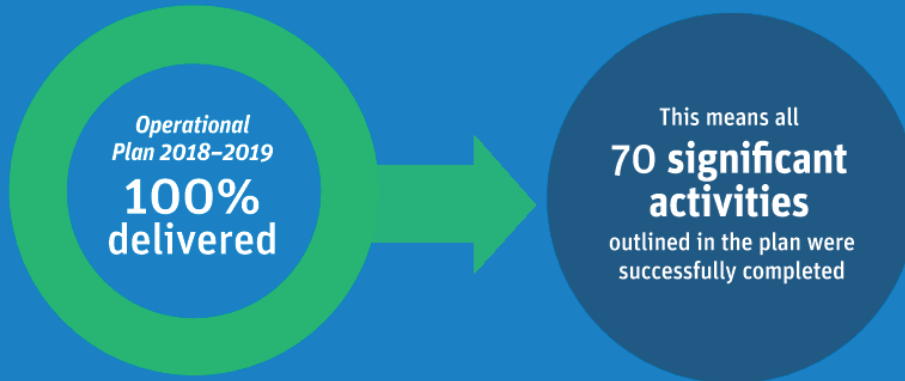 Operational
Plan 2018–2019
100%
delivered
This means all
70 significant
activities
outlined in the plan were
successfully completed